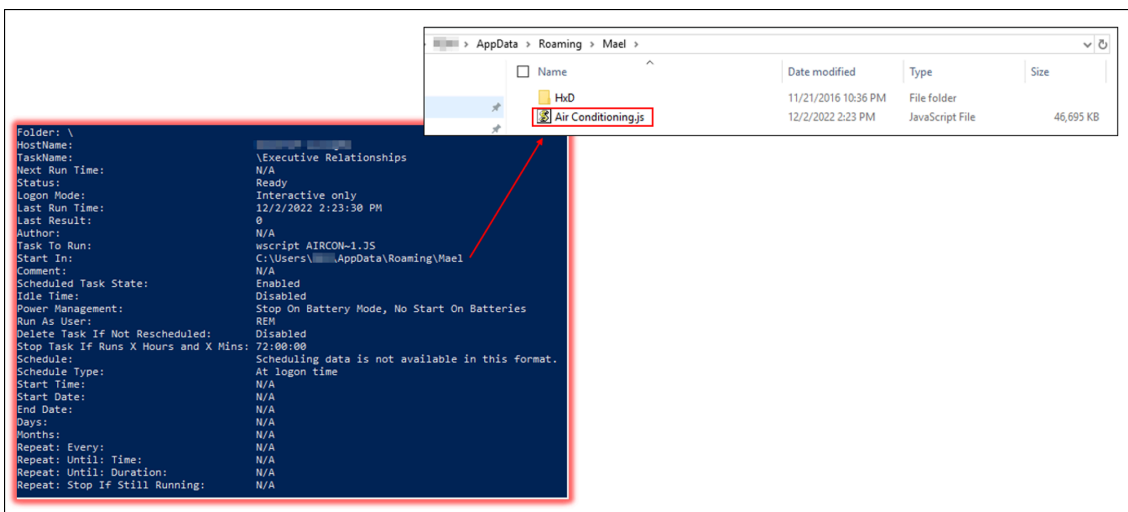 AppData > Roaming > Mael >
Name Date modified Type Size
HxD 11/21/2016 10:36 PM File folder
Air Conditioning.js 12/2/2022 2:23 PM JavaScript File 46,695 KB
Folder: \
HostName:
TaskName: \Executive Relationships
Next Run Time: N/A
Status: Ready
Logon Mode: Interactive only
Last Run Time: 12/2/2022 2:23:30 PM
Last Result: 0
Author: N/A
Task To Run: wscript AIRCON~1.JS
Start In: C:\Users\ \AppData\Roaming\Mael
Comment: N/A
Scheduled Task State: Enabled
Idle Time: Disabled
Power Management: Stop On Battery Mode, No Start On Batteries
Run As User: REM
Delete Task If Not Rescheduled: Disabled
Stop Task If Runs X Hours and X Mins: 72:00:00
Schedule: Scheduling data is not available in this format.
Schedule Type: At logon time
Start Time: N/A
Start Date: N/A
End Date: N/A
Days: N/A
Months: N/A
Repeat: Every: N/A
Repeat: Until: Time: N/A
Repeat: Until: Duration: N/A
Repeat: Stop If Still Running: N/A